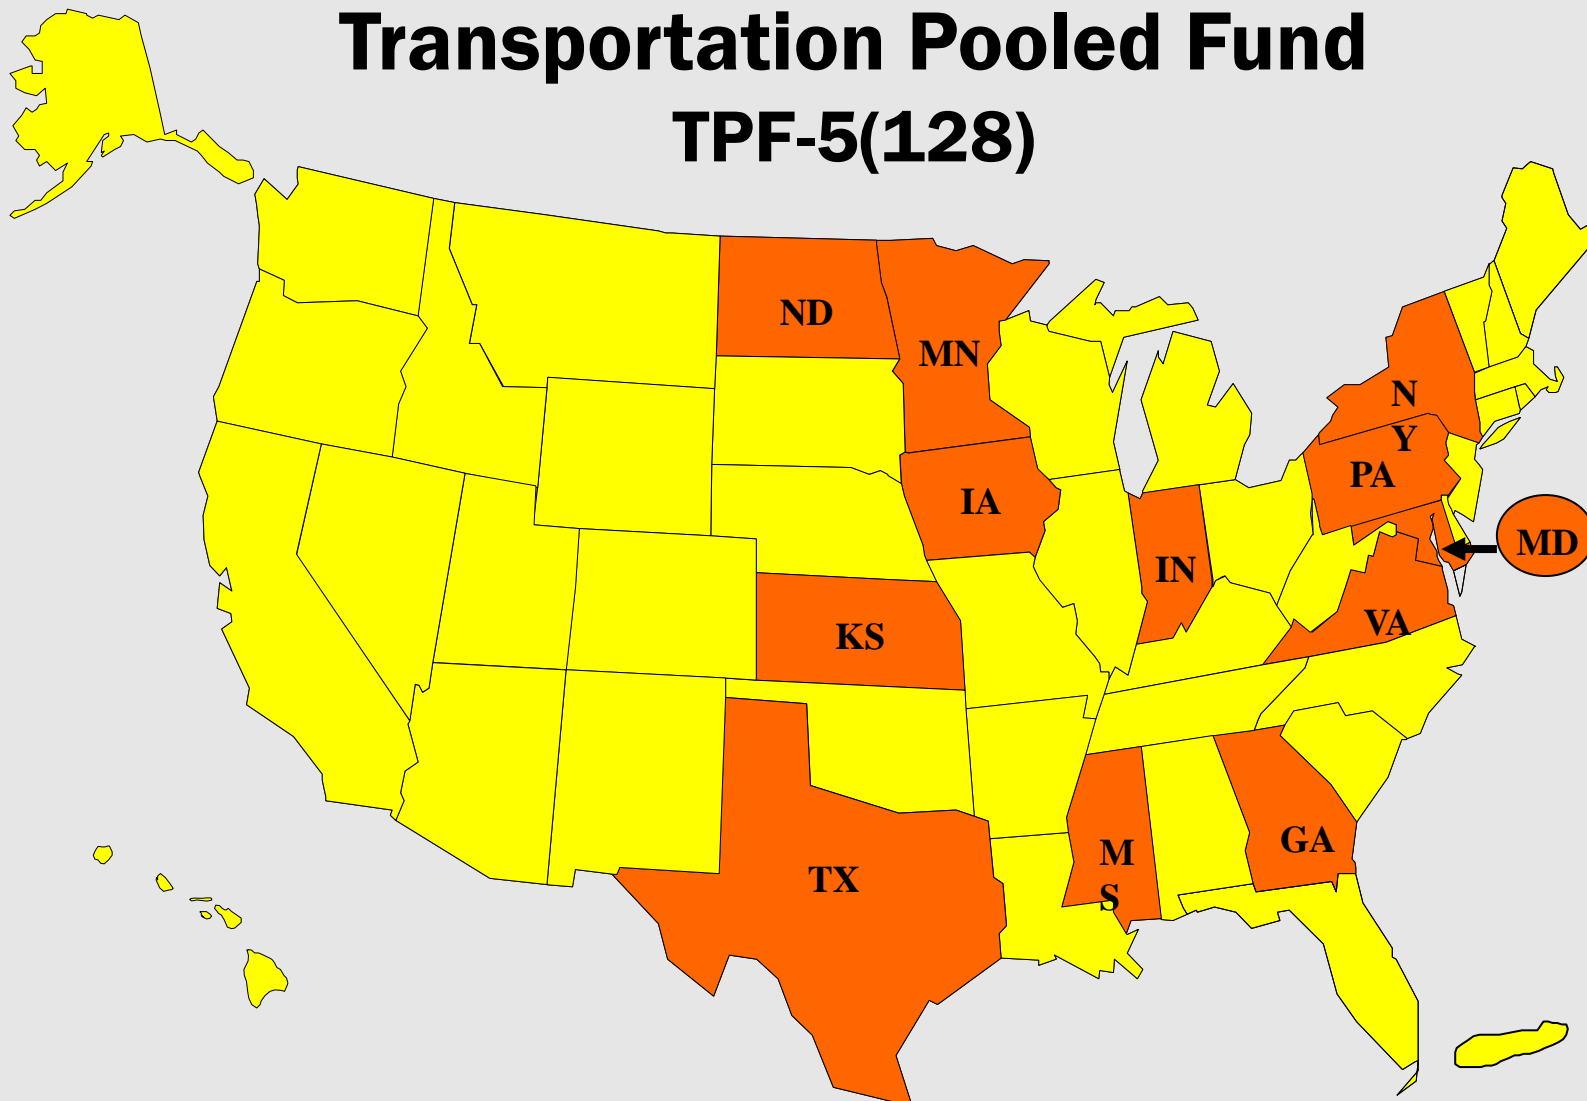 Transportation Pooled Fund
TPF-5(128)
ND
MN
N
Y
PA
IA
MD
IN
VA
KS
GA
M
S
TX